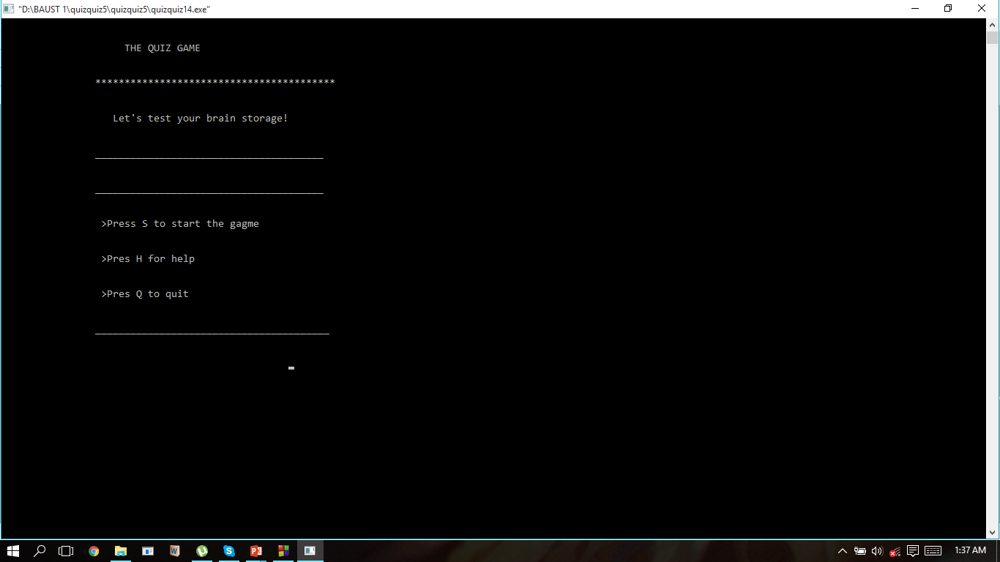 "D:\BAUST 1\quizquiz5\quizquiz5\quizquiz14.exe"
THE QUIZ GAME
*****************************************
Let's test your brain storage!
_______________________________________
_______________________________________
>Press S to start the gagme
>Pres H for help
>Pres Q to quit
________________________________________
1:37 AM